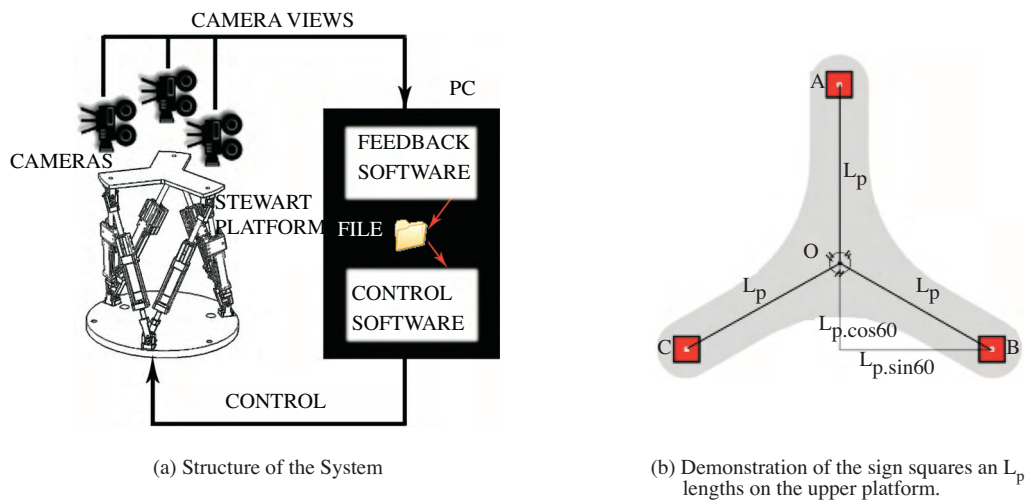 CAMERA VIEWS
PC
CAMERAS
STEWART
PLATFORM
FEEDBACK
SOFTWARE
FILE
CONTROL
SOFTWARE
CONTROL
(a) Structure of the System
A
Lp
O
Lp
Lp
Lp.cos60
C
B
Lp.sin60
(b) Demonstration of the sign squares an Lp
lengths on the upper platform.